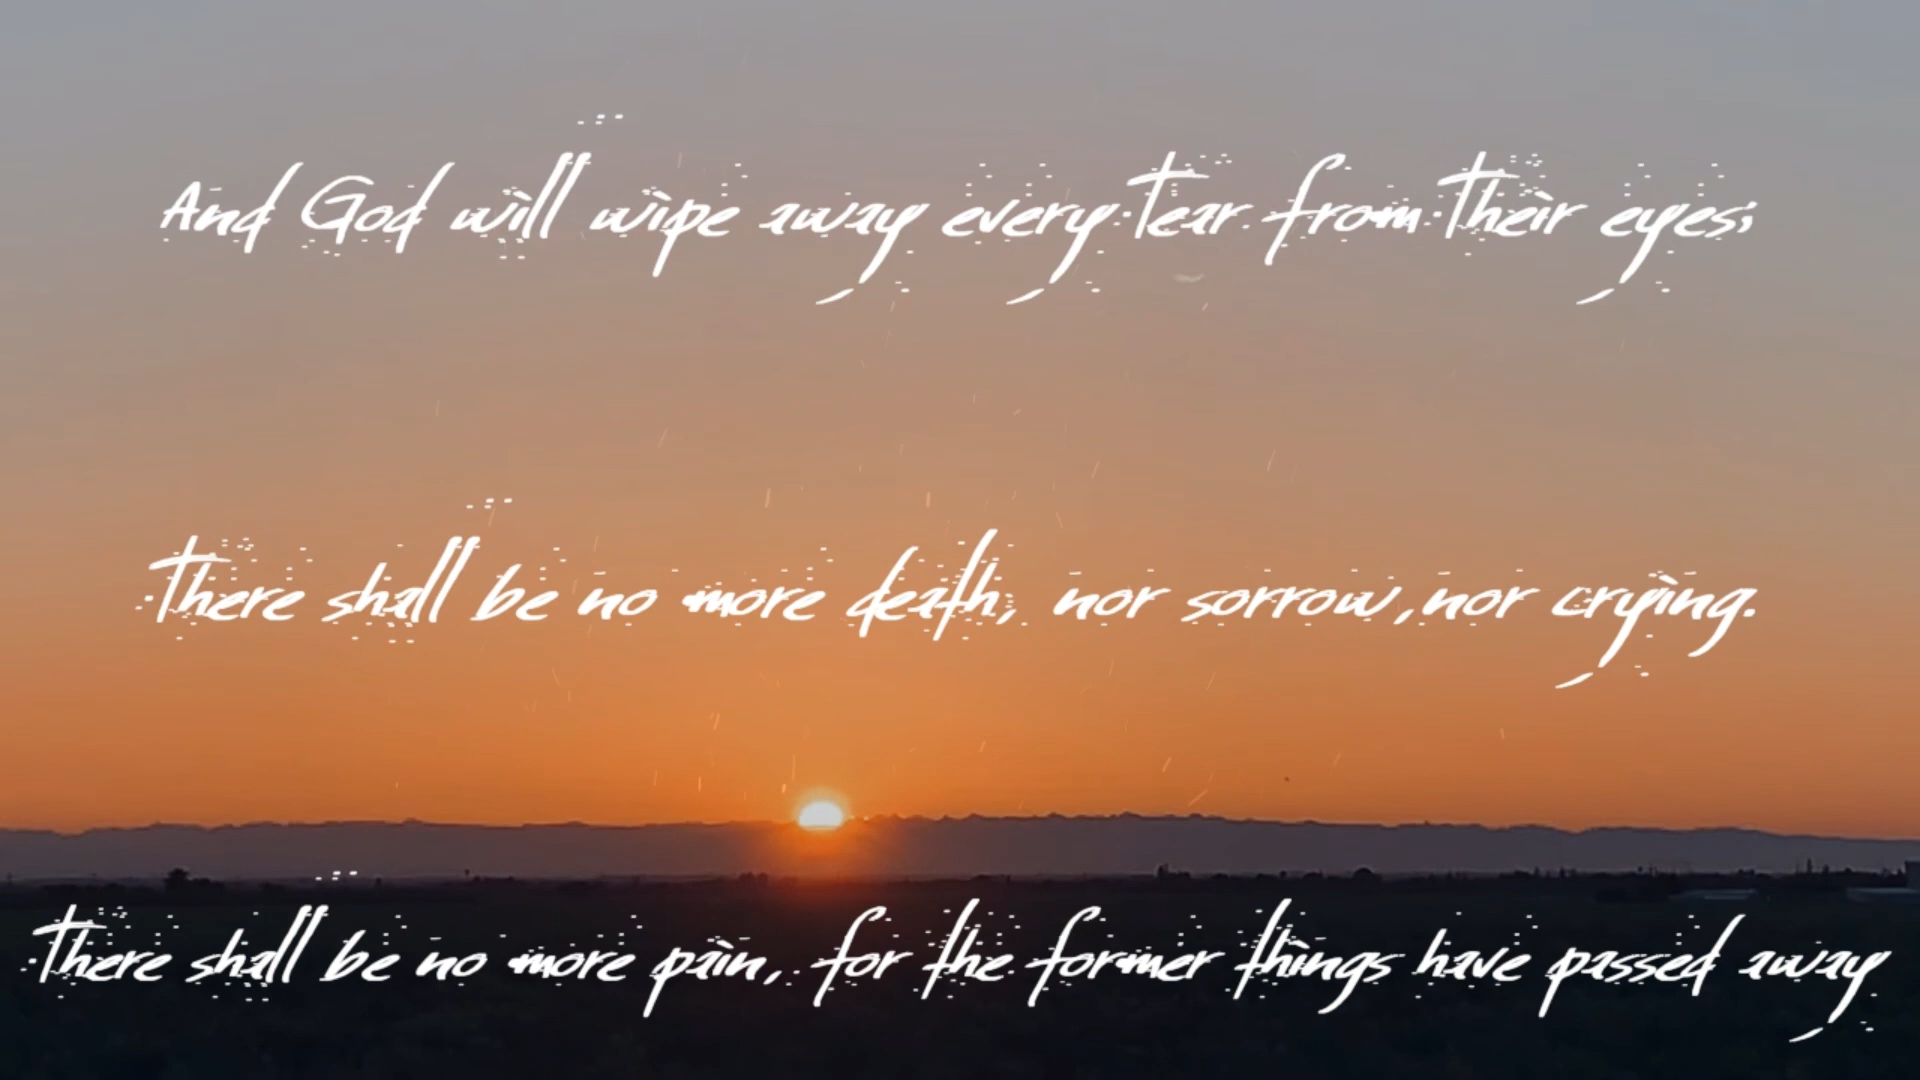 And God will wipe away every tear from their eyes;
There shall be no more death, nor sorrow, nor crying.
There shall be no more pain, for the former things have passed away